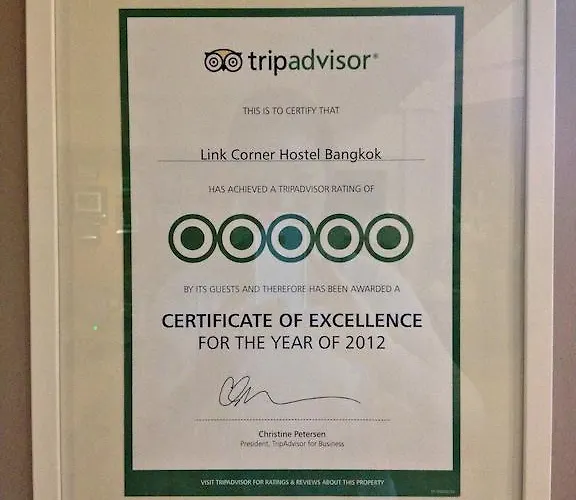 tripadvisor®
THIS IS TO CERTIFY THAT
Link Corner Hostel Bangkok
HAS ACHIEVED A TRIPADVISOR RATING OF
BY ITS GUESTS AND THEREFORE HAS BEEN AWARDED A
CERTIFICATE OF EXCELLENCE
FOR THE YEAR OF 2012
Christine Petersen
President, TripAdvisor for Business
VISIT TRIPADVISOR FOR RATINGS & REVIEWS ABOUT THIS PROPERTY